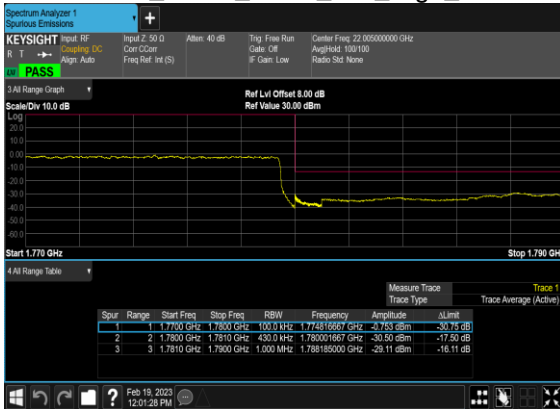 Spectrum Analyzer 1
Spurious Emissions
+
KEYSIGHT Input: RF Input Z: 50 Ω Atten: 40 dB Trig: Free Run Center Freq: 22.005000000 GHz
R T Coupling: DC Corr CCorr Gate: Off Avg|Hold: 100/100
Align: Auto Freq Ref: Int (S) IF Gain: Low Radio Std: None
PASS
3 All Range Graph
Ref Lvl Offset 8.00 dB
Scale/Div 10.0 dB Ref Value 30.00 dBm
Log
20.0
10.0
0.00
-10.0
-20.0
-30.0
-40.0
-50.0
-60.0
Start 1.770 GHz Stop 1.790 GH
4 All Range Table
Measure Trace Trace 1
Trace Type Trace Average (Active)
Spur Range Start Freq Stop Freq RBW Frequency Amplitude ΔLimit
1 1 1.7700 GHz 1.7800 GHz 100.0 kHz 1.774816667 GHz -0.753 dBm -30.75 dB
2 2 1.7800 GHz 1.7810 GHz 430.0 kHz 1.780001667 GHz -30.50 dBm -17.50 dB
3 3 1.7810 GHz 1.7900 GHz 1.000 MHz 1.788185000 GHz -29.11 dBm -16.11 dB
? Feb 19, 2023
12:01:28 PM